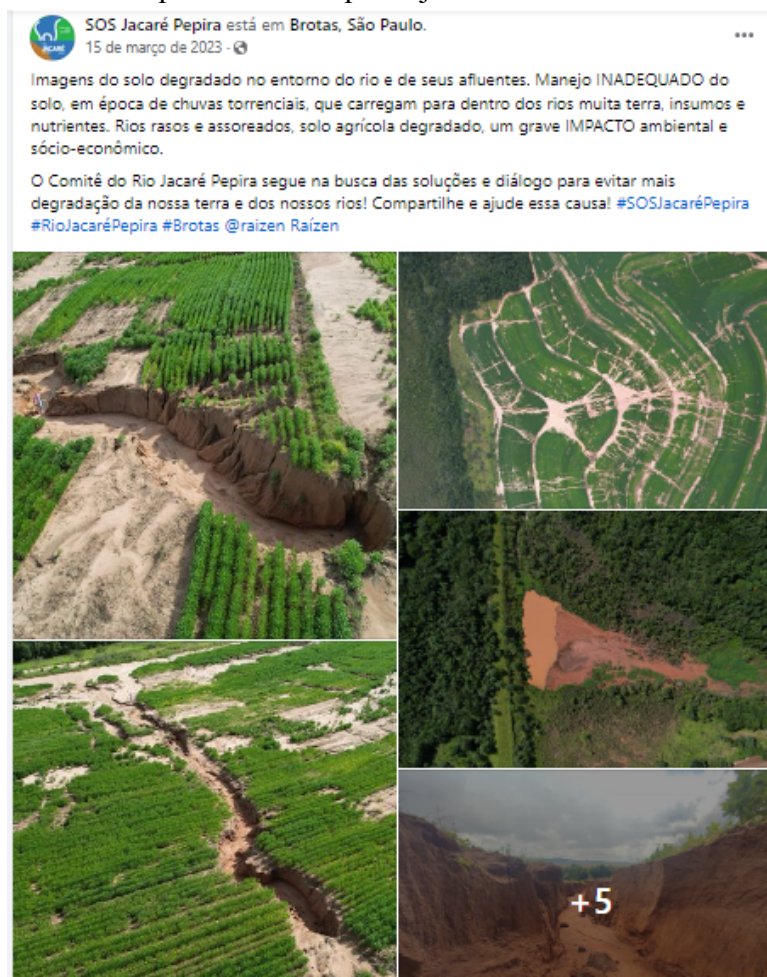 SOS Jacaré Pepira está em Brotas, São Paulo.
15 de março de 2023 ·
Imagens do solo degradado no entorno do rio e de seus afluentes. Manejo INADEQUADO do
solo, em época de chuvas torrenciais, que carregam para dentro dos rios muita terra, insumos e
nutrientes. Rios rasos e assoreados, solo agrícola degradado, um grave IMPACTO ambiental e
sócio-econômico.
O Comitê do Rio Jacaré Pepira segue na busca das soluções e diálogo para evitar mais
degradação da nossa terra e dos nossos rios! Compartilhe e ajude essa causa! #SOSJacaréPepira
#RioJacaréPepira #Brotas @raizen Raízen
+5